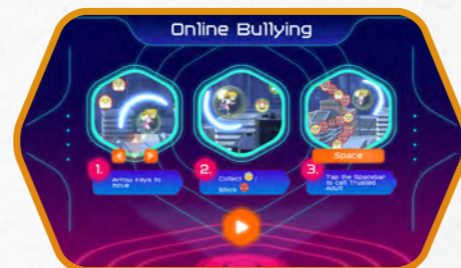 Online Bullying
Space
1.
Arrow Keys to
move
2.
Collect /
Block
3.
Tap the Spacebar
to call Trusted
Adult